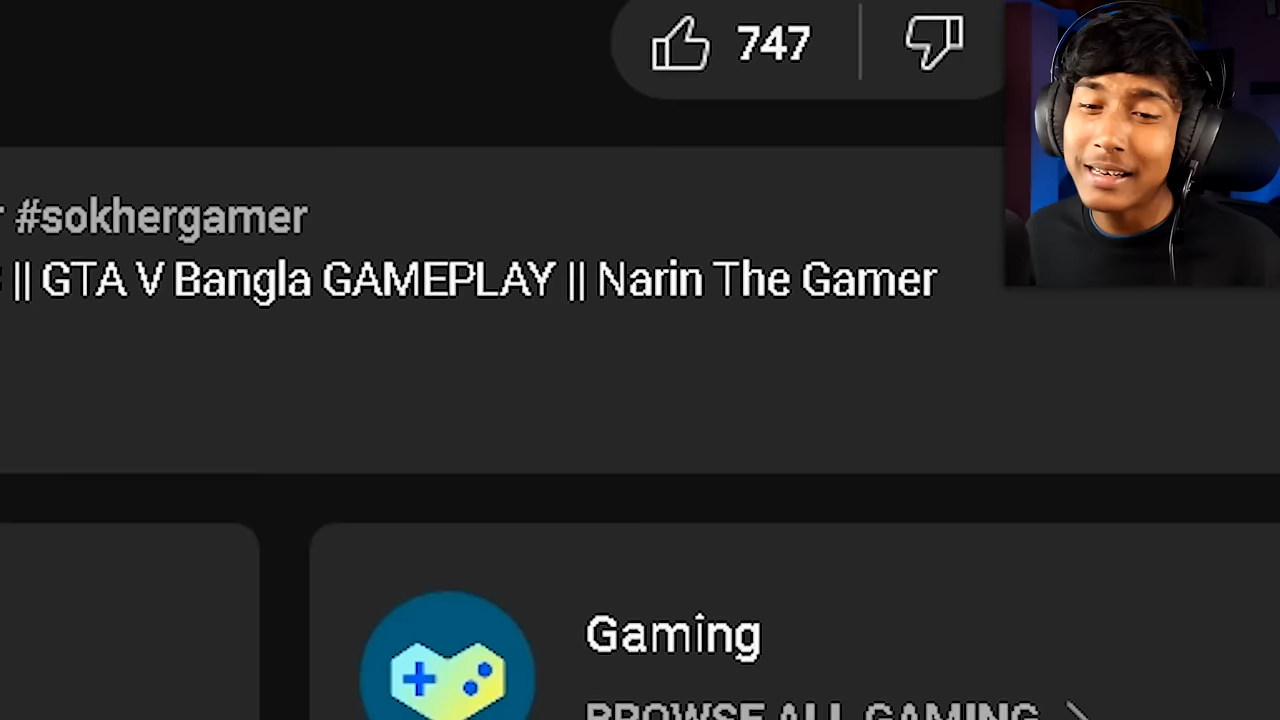 747
#sokhergamer
|| GTA V Bangla GAMEPLAY || Narin The Gamer
Gaming
BROWSE ALL GAMING